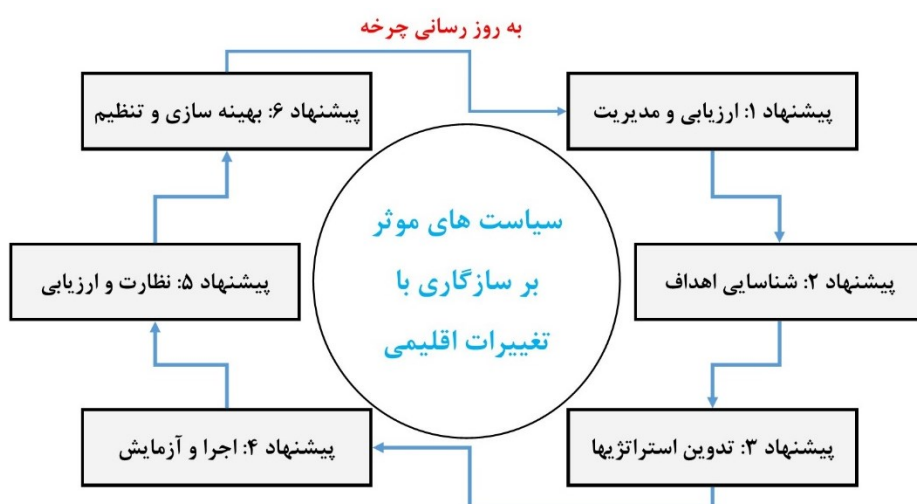 به روز رسانی چرخه
پیشنهاد ۱: ارزیابی و مدیریت
پیشنهاد ۲: شناسایی اهداف
پیشنهاد ۳: تدوین استراتژیها
پیشنهاد ۴: اجرا و آزمایش
پیشنهاد ۵: نظارت و ارزیابی
پیشنهاد ۶: بهینه سازی و تنظیم
سیاست های موثر
بر سازگاری با
تغییرات اقلیمی